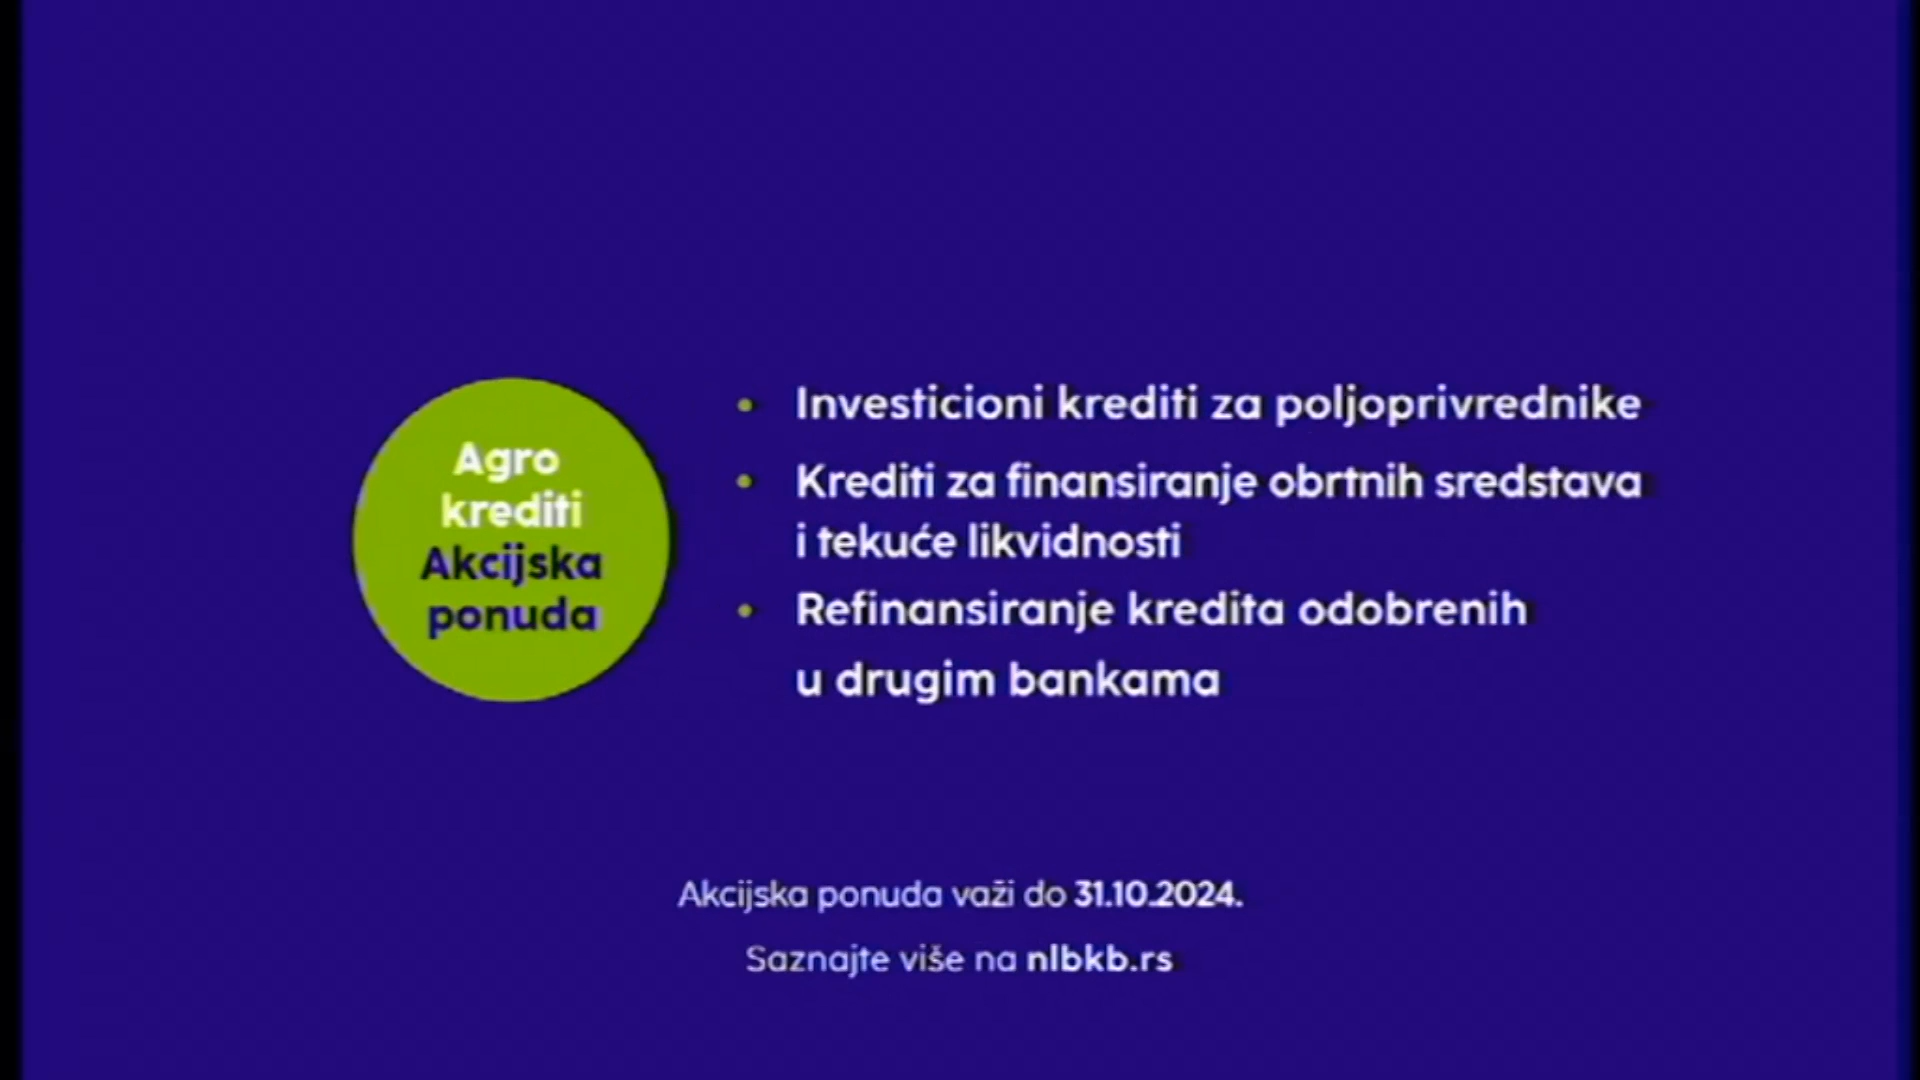 Agro
krediti
Akcijska
ponuda
• Investicioni krediti za poljoprivrednike
• Krediti za finansiranje obrtnih sredstava
i tekuće likvidnosti
• Refinansiranje kredita odobrenih
u drugim bankama
Akcijska ponuda važi do 31.10.2024.
Saznajte više na nlbkb.rs